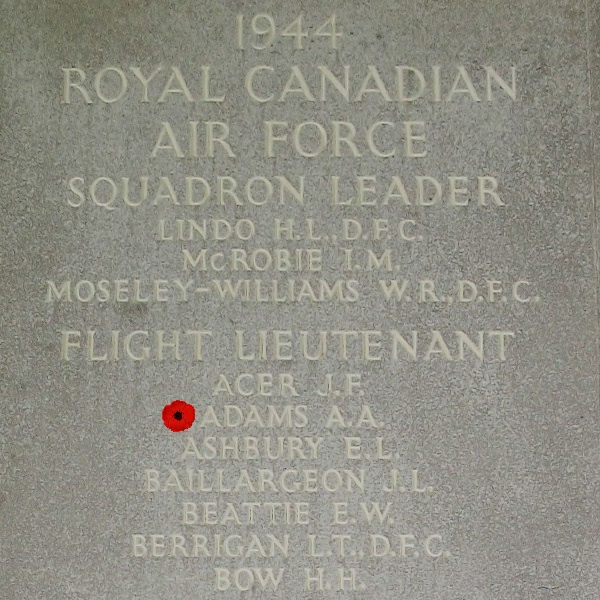 1944
ROYAL CANADIAN
AIR FORCE
SQUADRON LEADER
LINDO H.L., D.F.C.
McROBIE I.M.
MOSELEY-WILLIAMS W.R., D.F.C.
FLIGHT LIEUTENANT
ACER J.F.
ADAMS A.A.
ASHBURY E.L.
BAILLARGEON J.L.
BEATTIE E.W.
BERRIGAN L.T., D.F.C.
BOW H.H.